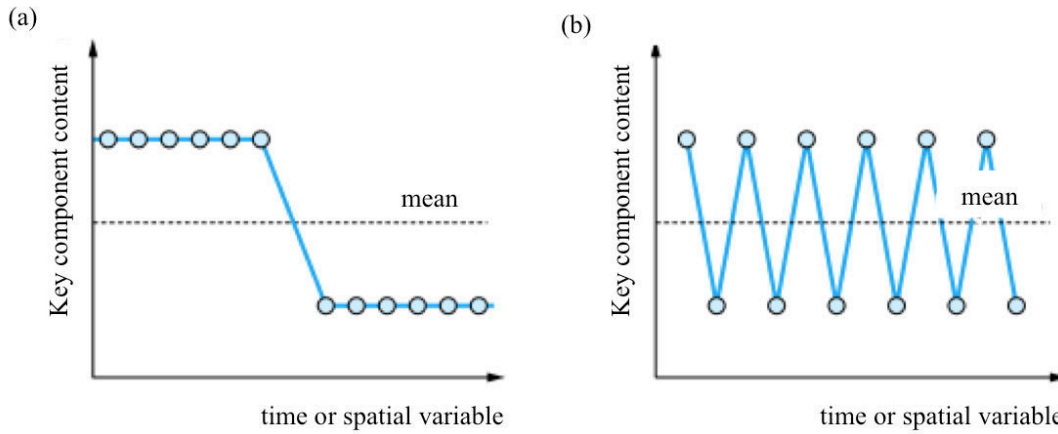 (a)
Key component content
mean
time or spatial variable
(b)
Key component content
mean
time or spatial variable